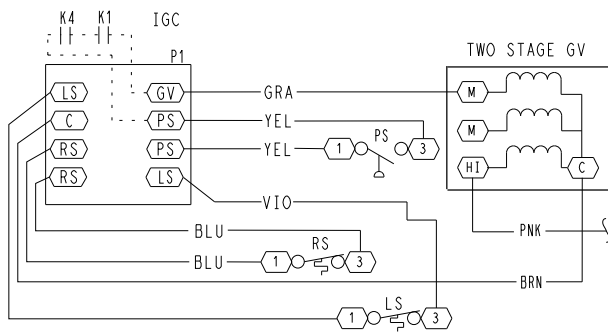 K4 K1 IGC
P1
TWO STAGE GV
LS GV GRA M
C PS YEL M
RS PS YEL 1 PS 3 HI C
RS LS VIO
BLU RS PNK
BLU 1 3
BRN
LS
1 3